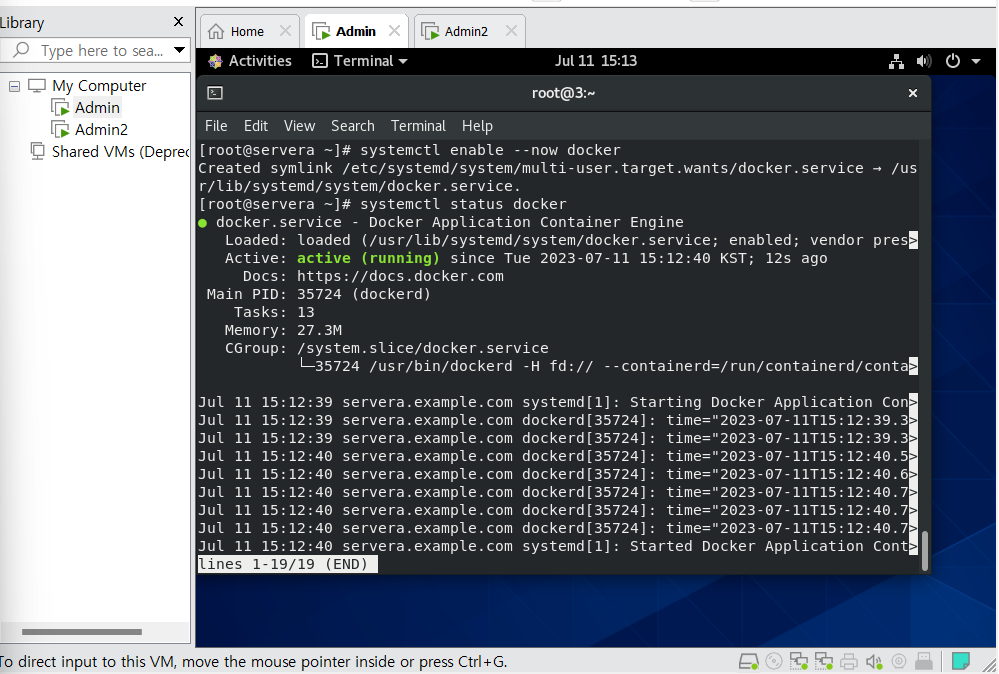 Library
Type here to sea...
My Computer
Admin
Admin2
Shared VMs (Deprec
Home
Admin
Admin2
Activities
Terminal
Jul 11 15:13
root@3:~
File Edit View Search Terminal Help
[root@servera ~]# systemctl enable --now docker
Created symlink /etc/systemd/system/multi-user.target.wants/docker.service → /us
r/lib/systemd/system/docker.service.
[root@servera ~]# systemctl status docker
● docker.service - Docker Application Container Engine
Loaded: loaded (/usr/lib/systemd/system/docker.service; enabled; vendor pres>
Active: active (running) since Tue 2023-07-11 15:12:40 KST; 12s ago
Docs: https://docs.docker.com
Main PID: 35724 (dockerd)
Tasks: 13
Memory: 27.3M
CGroup: /system.slice/docker.service
└─35724 /usr/bin/dockerd -H fd:// --containerd=/run/containerd/conta>
Jul 11 15:12:39 servera.example.com systemd[1]: Starting Docker Application Con>
Jul 11 15:12:39 servera.example.com dockerd[35724]: time="2023-07-11T15:12:39.3>
Jul 11 15:12:39 servera.example.com dockerd[35724]: time="2023-07-11T15:12:39.3>
Jul 11 15:12:40 servera.example.com dockerd[35724]: time="2023-07-11T15:12:40.5>
Jul 11 15:12:40 servera.example.com dockerd[35724]: time="2023-07-11T15:12:40.6>
Jul 11 15:12:40 servera.example.com dockerd[35724]: time="2023-07-11T15:12:40.7>
Jul 11 15:12:40 servera.example.com dockerd[35724]: time="2023-07-11T15:12:40.7>
Jul 11 15:12:40 servera.example.com dockerd[35724]: time="2023-07-11T15:12:40.7>
Jul 11 15:12:40 servera.example.com systemd[1]: Started Docker Application Cont>
lines 1-19/19 (END)
To direct input to this VM, move the mouse pointer inside or press Ctrl+G.